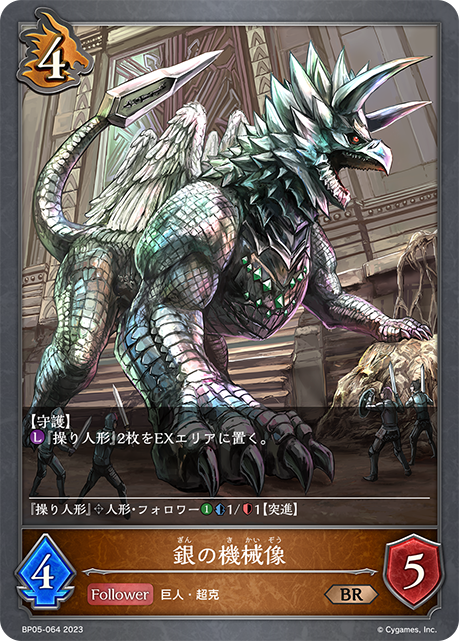 4
【守護】
L『操り人形』2枚をEXエリアに置く。
『操り人形』人形・フォロワー 1 1/1【突進】
ぎん き かい ぞう
銀の機械像
4
Follower 巨人・超克
BR
5
BP05-064 2023
© Cygames, Inc.